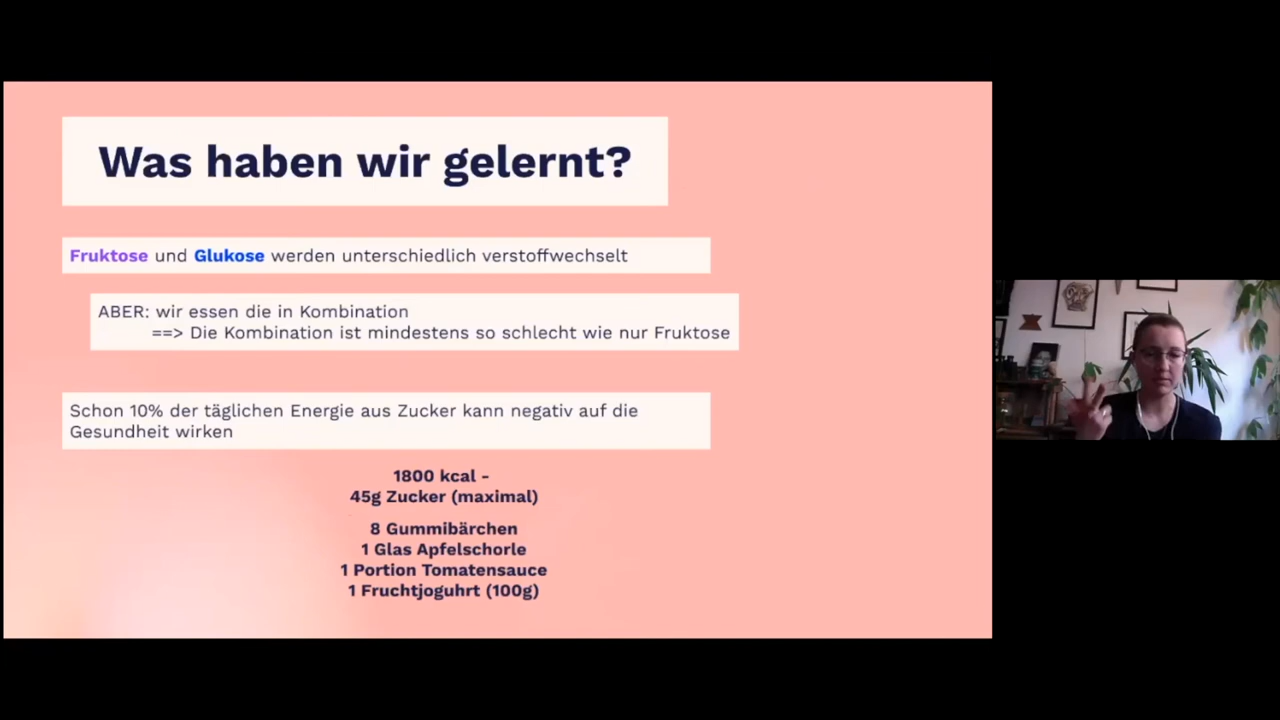 Was haben wir gelernt?
Fruktose und Glukose werden unterschiedlich verstoffwechselt
ABER: wir essen die in Kombination
==> Die Kombination ist mindestens so schlecht wie nur Fruktose
Schon 10% der täglichen Energie aus Zucker kann negativ auf die
Gesundheit wirken
1800 kcal -
45g Zucker (maximal)
8 Gummibärchen
1 Glas Apfelschorle
1 Portion Tomatensauce
1 Fruchtjoguhrt (100g)